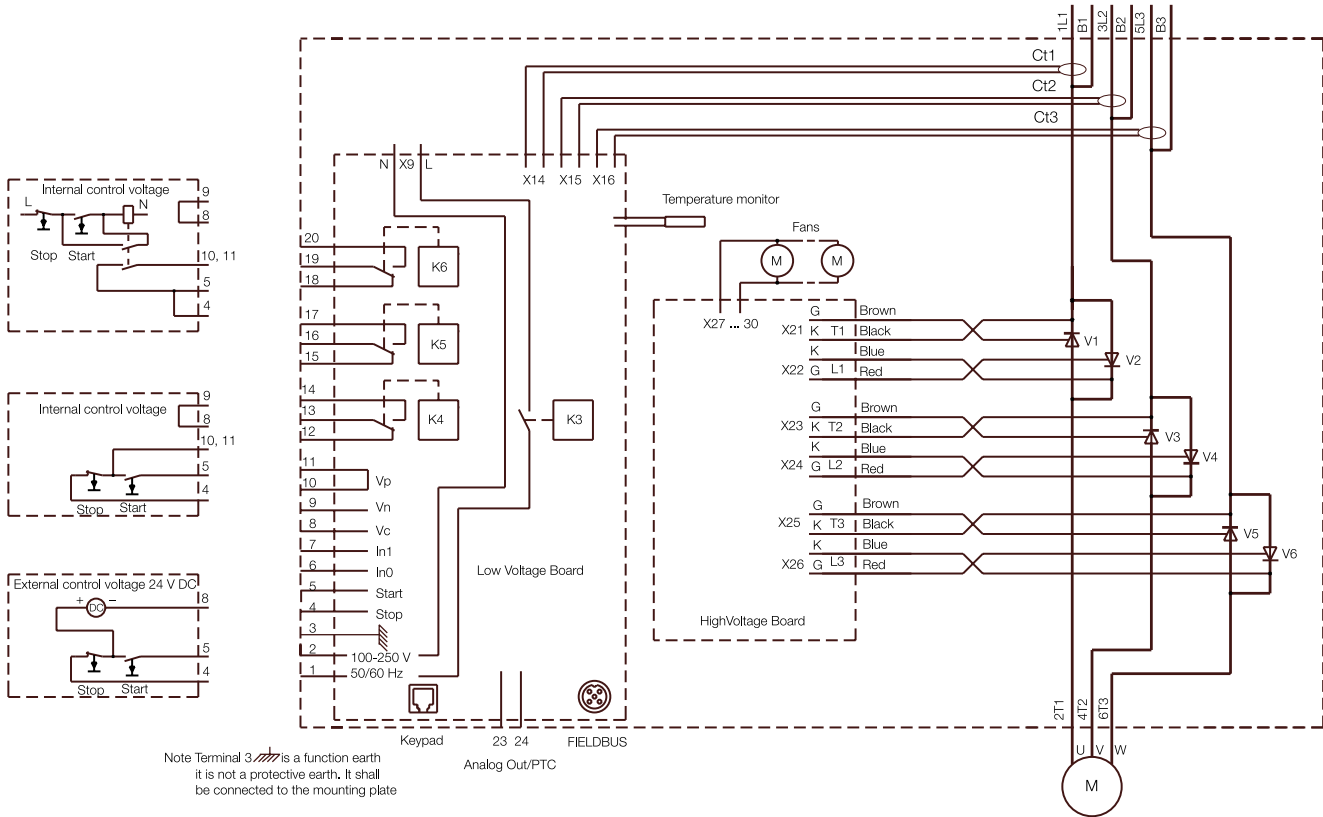 1L1
B1
3L2
B2
5L3
B3
Ct1
Ct2
Ct3
N X9 L
X14 X15 X16
Internal control voltage
L N
Stop Start
9
8
10, 11
5
4
Internal control voltage
9
8
10, 11
5
4
Stop Start
External control voltage 24 V DC
+ DC −
8
5
4
Stop Start
20
19
18
K6
17
16
15
K5
14
13
12
K4
K3
11
10 Vp
9 Vn
8 Vc
7 In1
6 In0
5 Start
4 Stop
3
2 100-250 V
1 50/60 Hz
Low Voltage Board
Keypad
23 24
Analog Out/PTC
FIELDBUS
Temperature monitor
Fans
M M
X27 ... 30
G Brown
X21 K T1 Black
K Blue
X22 G L1 Red
G Brown
X23 K T2 Black
K Blue
X24 G L2 Red
G Brown
X25 K T3 Black
K Blue
X26 G L3 Red
HighVoltage Board
V1
V2
V3
V4
V5
V6
2T1
4T2
6T3
U V W
M
Note Terminal 3 is a function earth
it is not a protective earth. It shall
be connected to the mounting plate